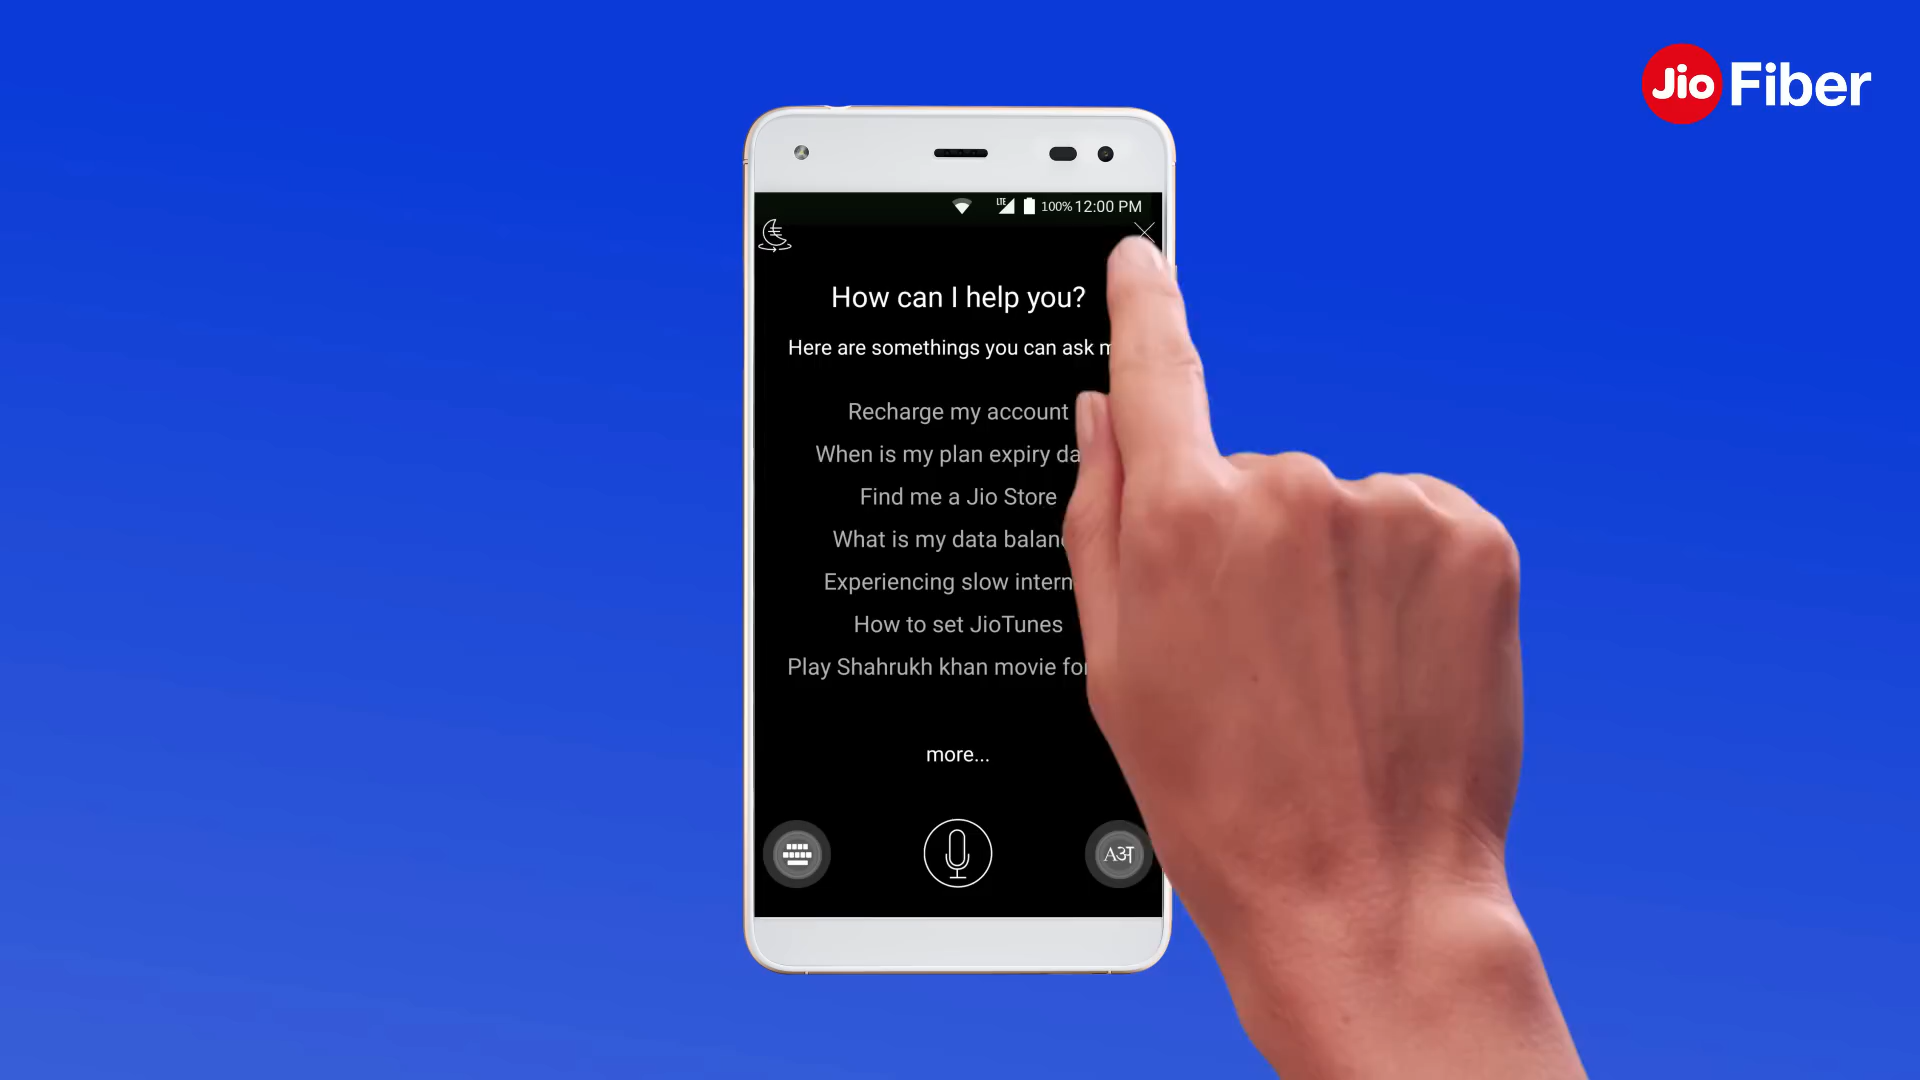 Jio Fiber
LTE 100% 12:00 PM
How can I help you?
Here are somethings you can ask
Recharge my account
When is my plan expiry
Find me a Jio Store
What is my data
Experiencing slow
How to set JioTunes
Play Shahrukh khan movie
more...
Aअ